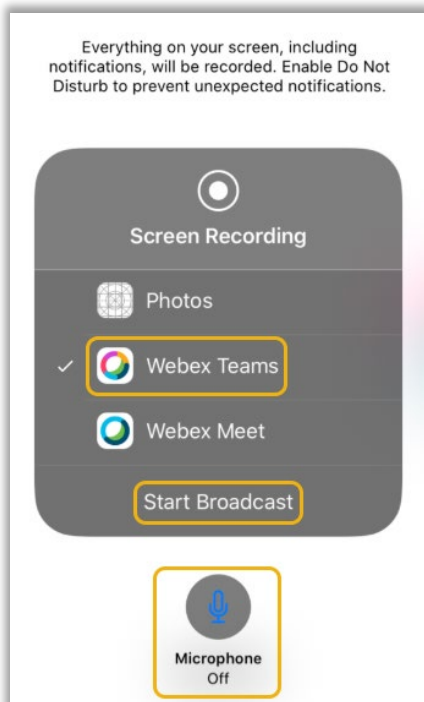 Everything on your screen, including
notifications, will be recorded. Enable Do Not
Disturb to prevent unexpected notifications.
Screen Recording
Photos
Webex Teams
Webex Meet
Start Broadcast
Microphone
Off